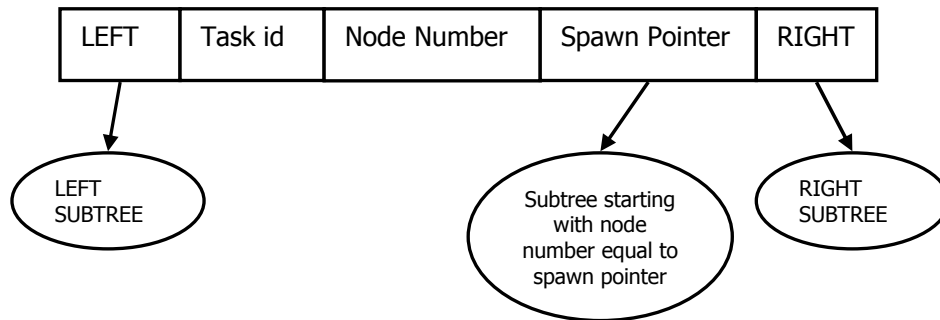 LEFT Task id Node Number Spawn Pointer RIGHT
LEFT
SUBTREE
Subtree starting
with node
number equal to
spawn pointer
RIGHT
SUBTREE